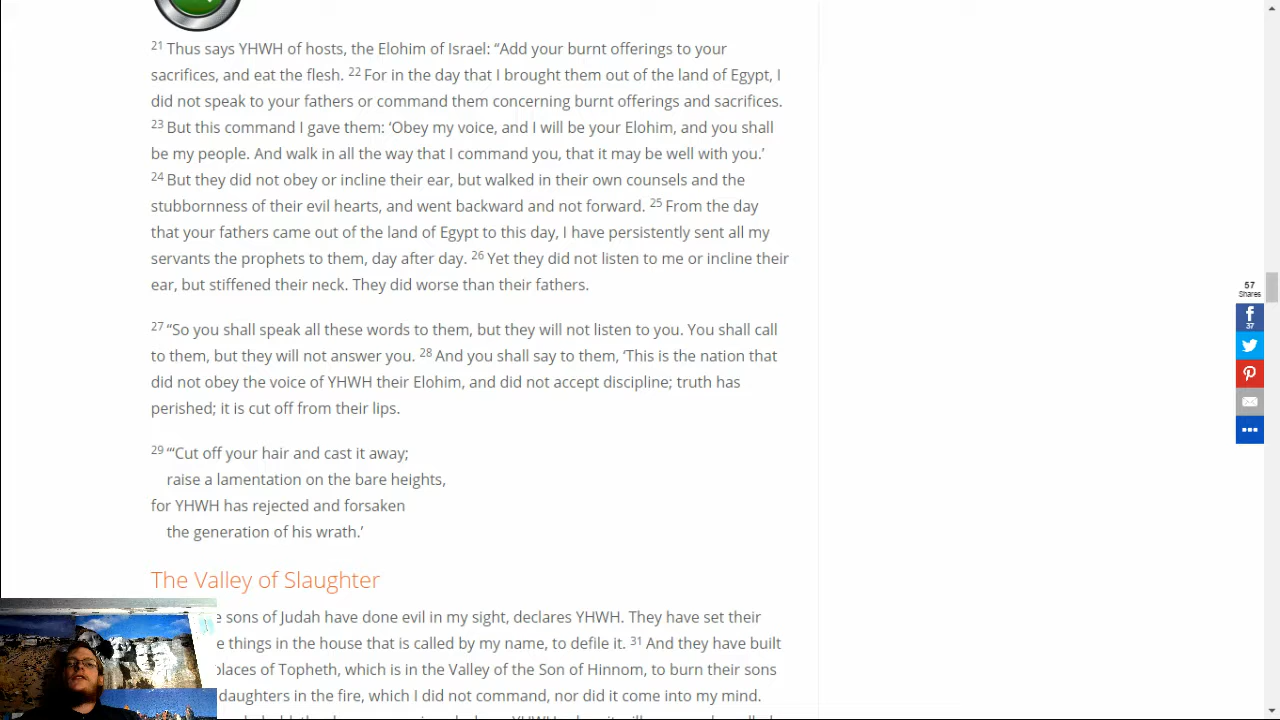 21 Thus says YHWH of hosts, the Elohim of Israel: “Add your burnt offerings to your
sacrifices, and eat the flesh. 22 For in the day that I brought them out of the land of Egypt, I
did not speak to your fathers or command them concerning burnt offerings and sacrifices.
23 But this command I gave them: ‘Obey my voice, and I will be your Elohim, and you shall
be my people. And walk in all the way that I command you, that it may be well with you.’
24 But they did not obey or incline their ear, but walked in their own counsels and the
stubbornness of their evil hearts, and went backward and not forward. 25 From the day
that your fathers came out of the land of Egypt to this day, I have persistently sent all my
servants the prophets to them, day after day. 26 Yet they did not listen to me or incline their
ear, but stiffened their neck. They did worse than their fathers.
27 “So you shall speak all these words to them, but they will not listen to you. You shall call
to them, but they will not answer you. 28 And you shall say to them, ‘This is the nation that
did not obey the voice of YHWH their Elohim, and did not accept discipline; truth has
perished; it is cut off from their lips.
29 “‘Cut off your hair and cast it away;
raise a lamentation on the bare heights,
for YHWH has rejected and forsaken
the generation of his wrath.’
The Valley of Slaughter
sons of Judah have done evil in my sight, declares YHWH. They have set their
things in the house that is called by my name, to defile it. 31 And they have built
places of Topheth, which is in the Valley of the Son of Hinnom, to burn their sons
daughters in the fire, which I did not command, nor did it come into my mind.
57
Shares
37